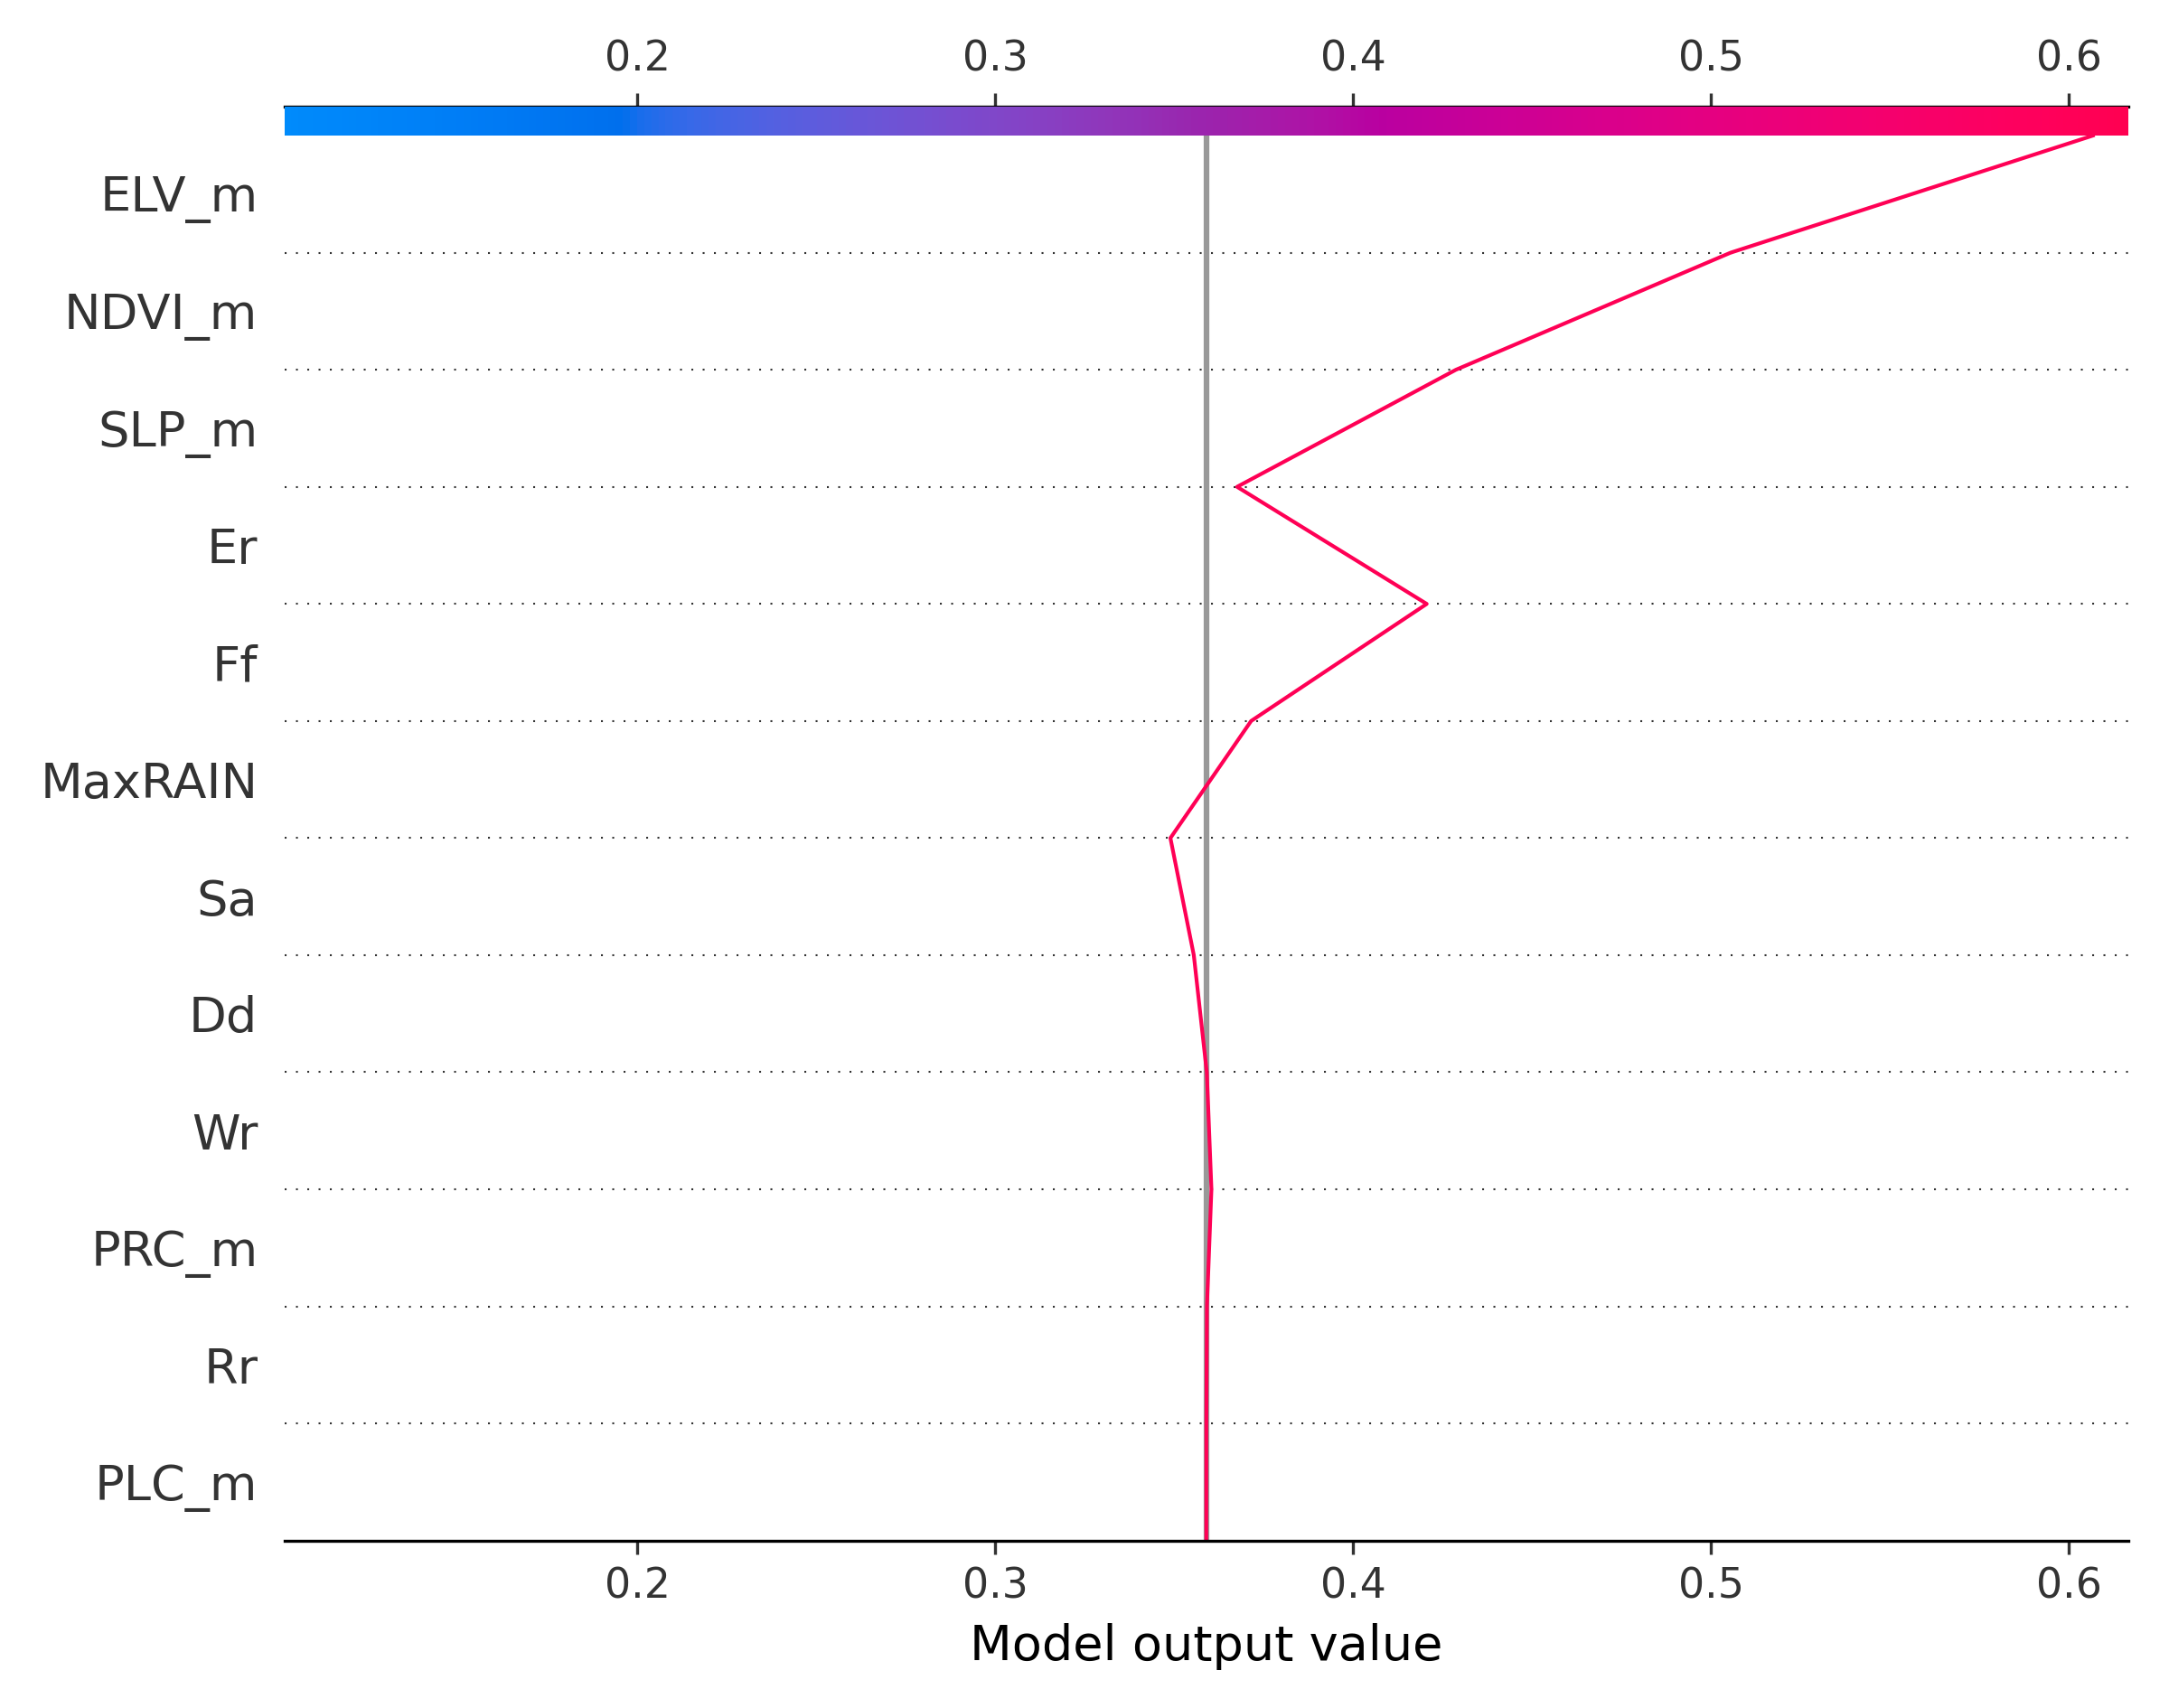 0.2 0.3 0.4 0.5 0.6
ELV_m
NDVI_m
SLP_m
Er
Ff
MaxRAIN
Sa
Dd
Wr
PRC_m
Rr
PLC_m
0.2 0.3 0.4 0.5 0.6
Model output value